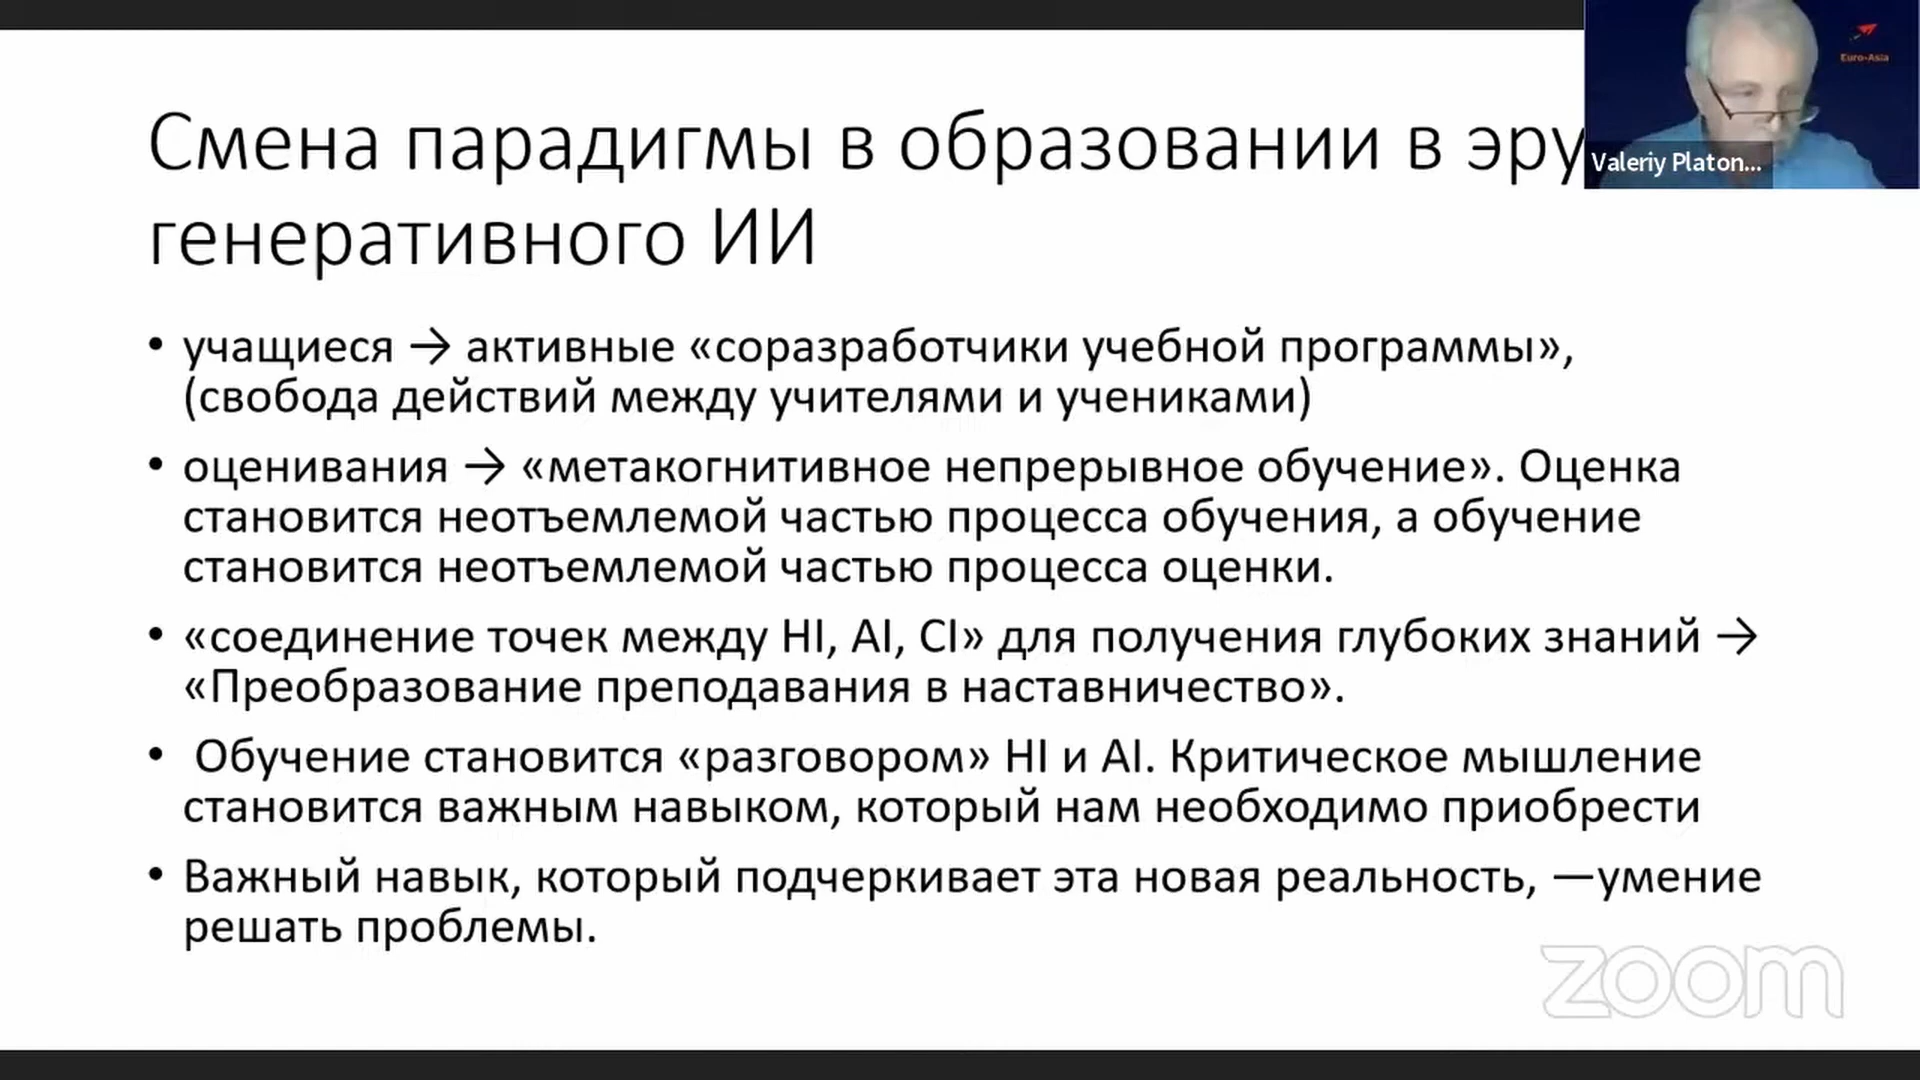 Смена парадигмы в образовании в эру
генеративного ИИ
Euro-Asia
Valeriy Platon...
• учащиеся → активные «соразработчики учебной программы»,
(свобода действий между учителями и учениками)
• оценивания → «метакогнитивное непрерывное обучение». Оценка
становится неотъемлемой частью процесса обучения, а обучение
становится неотъемлемой частью процесса оценки.
• «соединение точек между HI, AI, CI» для получения глубоких знаний →
«Преобразование преподавания в наставничество».
• Обучение становится «разговором» HI и AI. Критическое мышление
становится важным навыком, который нам необходимо приобрести
• Важный навык, который подчеркивает эта новая реальность, —умение
решать проблемы.
zoom